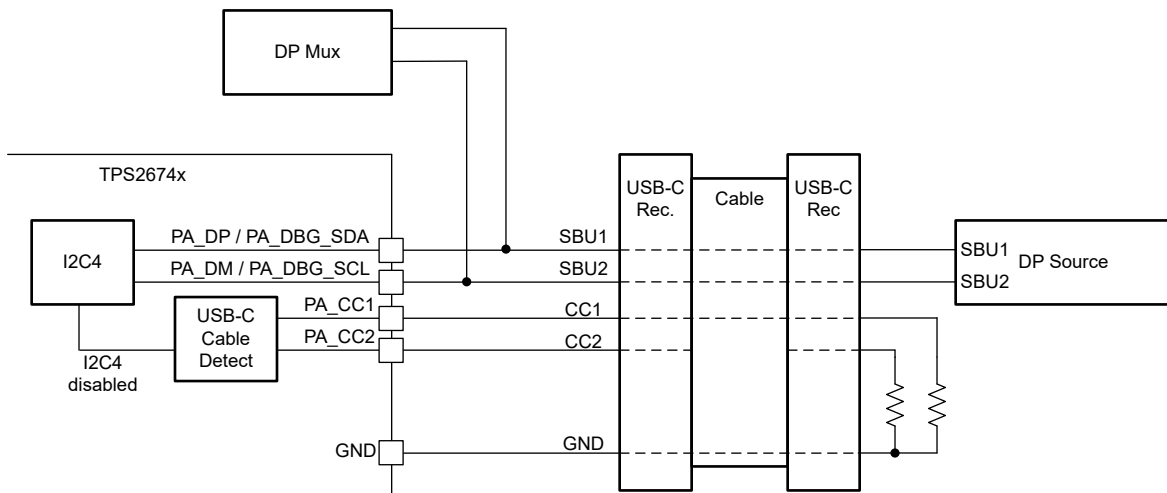 DP Mux
TPS2674x
I2C4
PA_DP / PA_DBG_SDA
PA_DM / PA_DBG_SCL
USB-C
Cable
Detect
PA_CC1
PA_CC2
I2C4
disabled
GND
SBU1
SBU2
CC1
CC2
GND
USB-C
Rec.
Cable
USB-C
Rec
SBU1
SBU2
DP Source